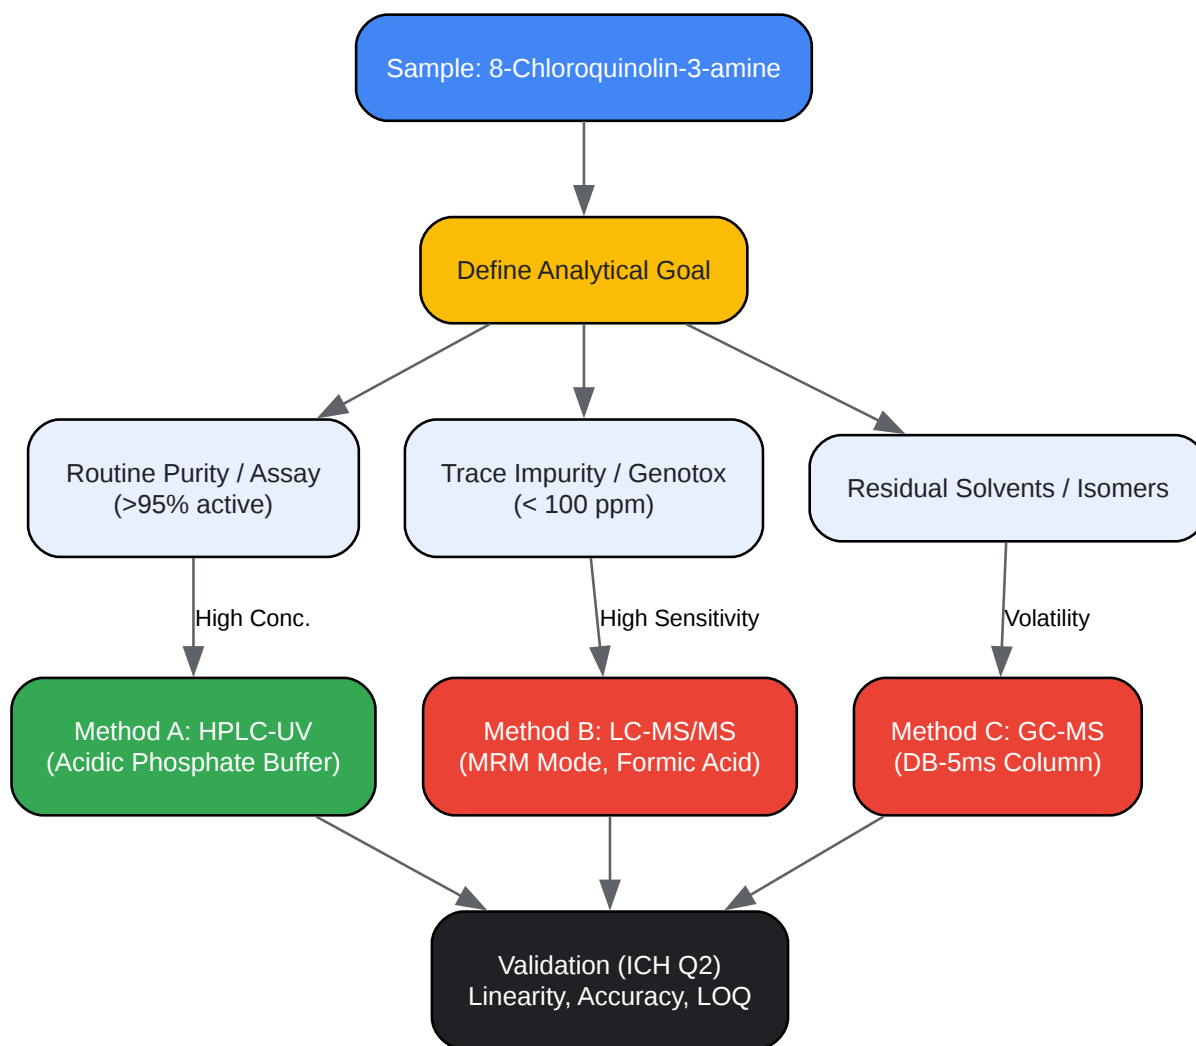 Sample: 8-Chloroquinolin-3-amine
Define Analytical Goal
Routine Purity / Assay
(>95% active)
Trace Impurity / Genotox
(< 100 ppm)
Residual Solvents / Isomers
High Conc.
High Sensitivity
Volatility
Method A: HPLC-UV
(Acidic Phosphate Buffer)
Method B: LC-MS/MS
(MRM Mode, Formic Acid)
Method C: GC-MS
(DB-5ms Column)
Validation (ICH Q2)
Linearity, Accuracy, LOQ